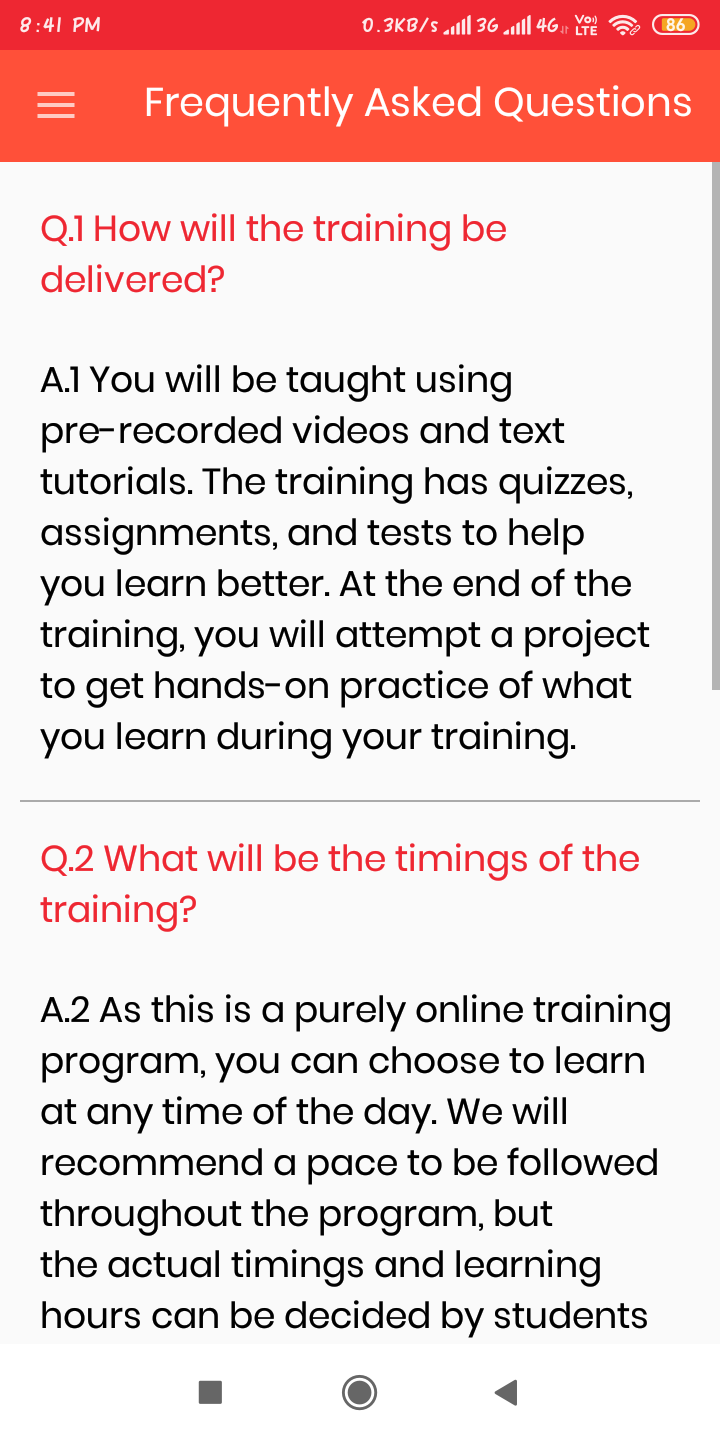 8:41 PM 0.3KB/s 3G 4G Vo) LTE 86
Frequently Asked Questions
Q.1 How will the training be
delivered?
A.1 You will be taught using
pre-recorded videos and text
tutorials. The training has quizzes,
assignments, and tests to help
you learn better. At the end of the
training, you will attempt a project
to get hands-on practice of what
you learn during your training.
Q.2 What will be the timings of the
training?
A.2 As this is a purely online training
program, you can choose to learn
at any time of the day. We will
recommend a pace to be followed
throughout the program, but
the actual timings and learning
hours can be decided by students